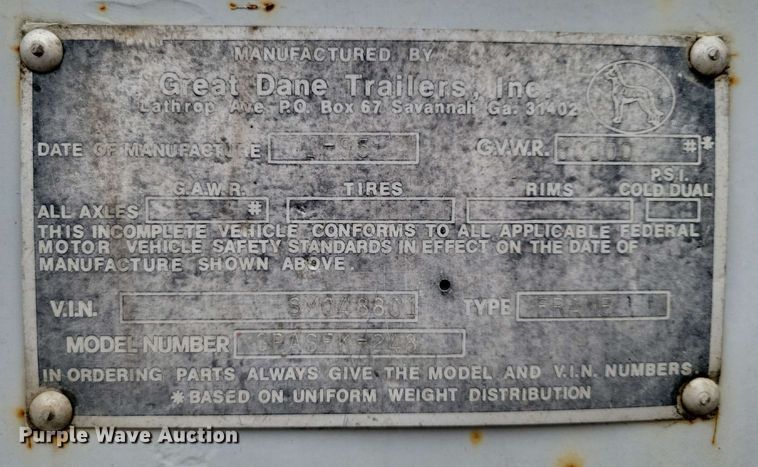 MANUFACTURED BY
Great Dane Trailers, Inc.
Lathrop Ave. P.O. Box 67 Savannah Ga. 31402
DATE OF MANUFACTURE G.V.W.R. #*
G.A.W.R. TIRES RIMS P.S.I. COLD DUAL
ALL AXLES *
THIS INCOMPLETE VEHICLE CONFORMS TO ALL APPLICABLE FEDERAL
MOTOR VEHICLE SAFETY STANDARDS IN EFFECT ON THE DATE OF
MANUFACTURE SHOWN ABOVE.
V.I.N. TYPE
MODEL NUMBER
IN ORDERING PARTS ALWAYS GIVE THE MODEL AND V.I.N. NUMBERS.
* BASED ON UNIFORM WEIGHT DISTRIBUTION
Purple Wave Auction